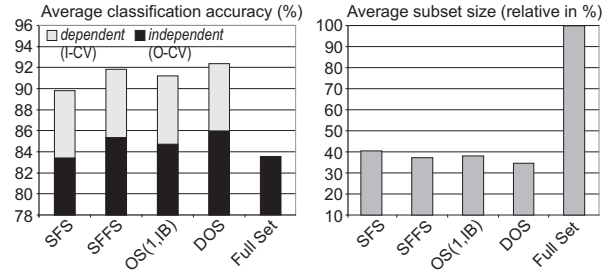 Average classification accuracy (%)
96
94
92
90
88
86
84
82
80
78
dependent (I-CV)
independent (O-CV)
SFS
SFFS
OS(1,IB)
DOS
Full Set
Average subset size (relative in %)
100
90
80
70
60
50
40
30
20
10
SFS
SFFS
OS(1,IB)
DOS
Full Set